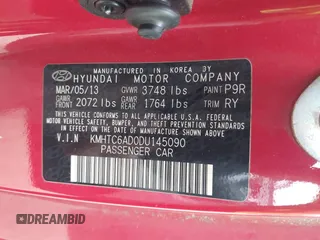 MANUFACTURED IN KOREA BY
HYUNDAI MOTOR COMPANY
MAR/05/13 GVWR 3748 lbs PAINT P9R
GAWR FRONT 2072 lbs GAWR REAR 1764 lbs TRIM RY
THIS VEHICLE CONFORMS TO ALL APPLICABLE
FEDERAL MOTOR VEHICLE SAFETY, BUMPER,
AND THEFT PREVENTION STANDARDS IN EFFECT
ON THE DATE OF MANUFACTURE SHOWN ABOVE.
V.I.N KMHTC6AD0DU145090
PASSENGER CAR
DREAMBID